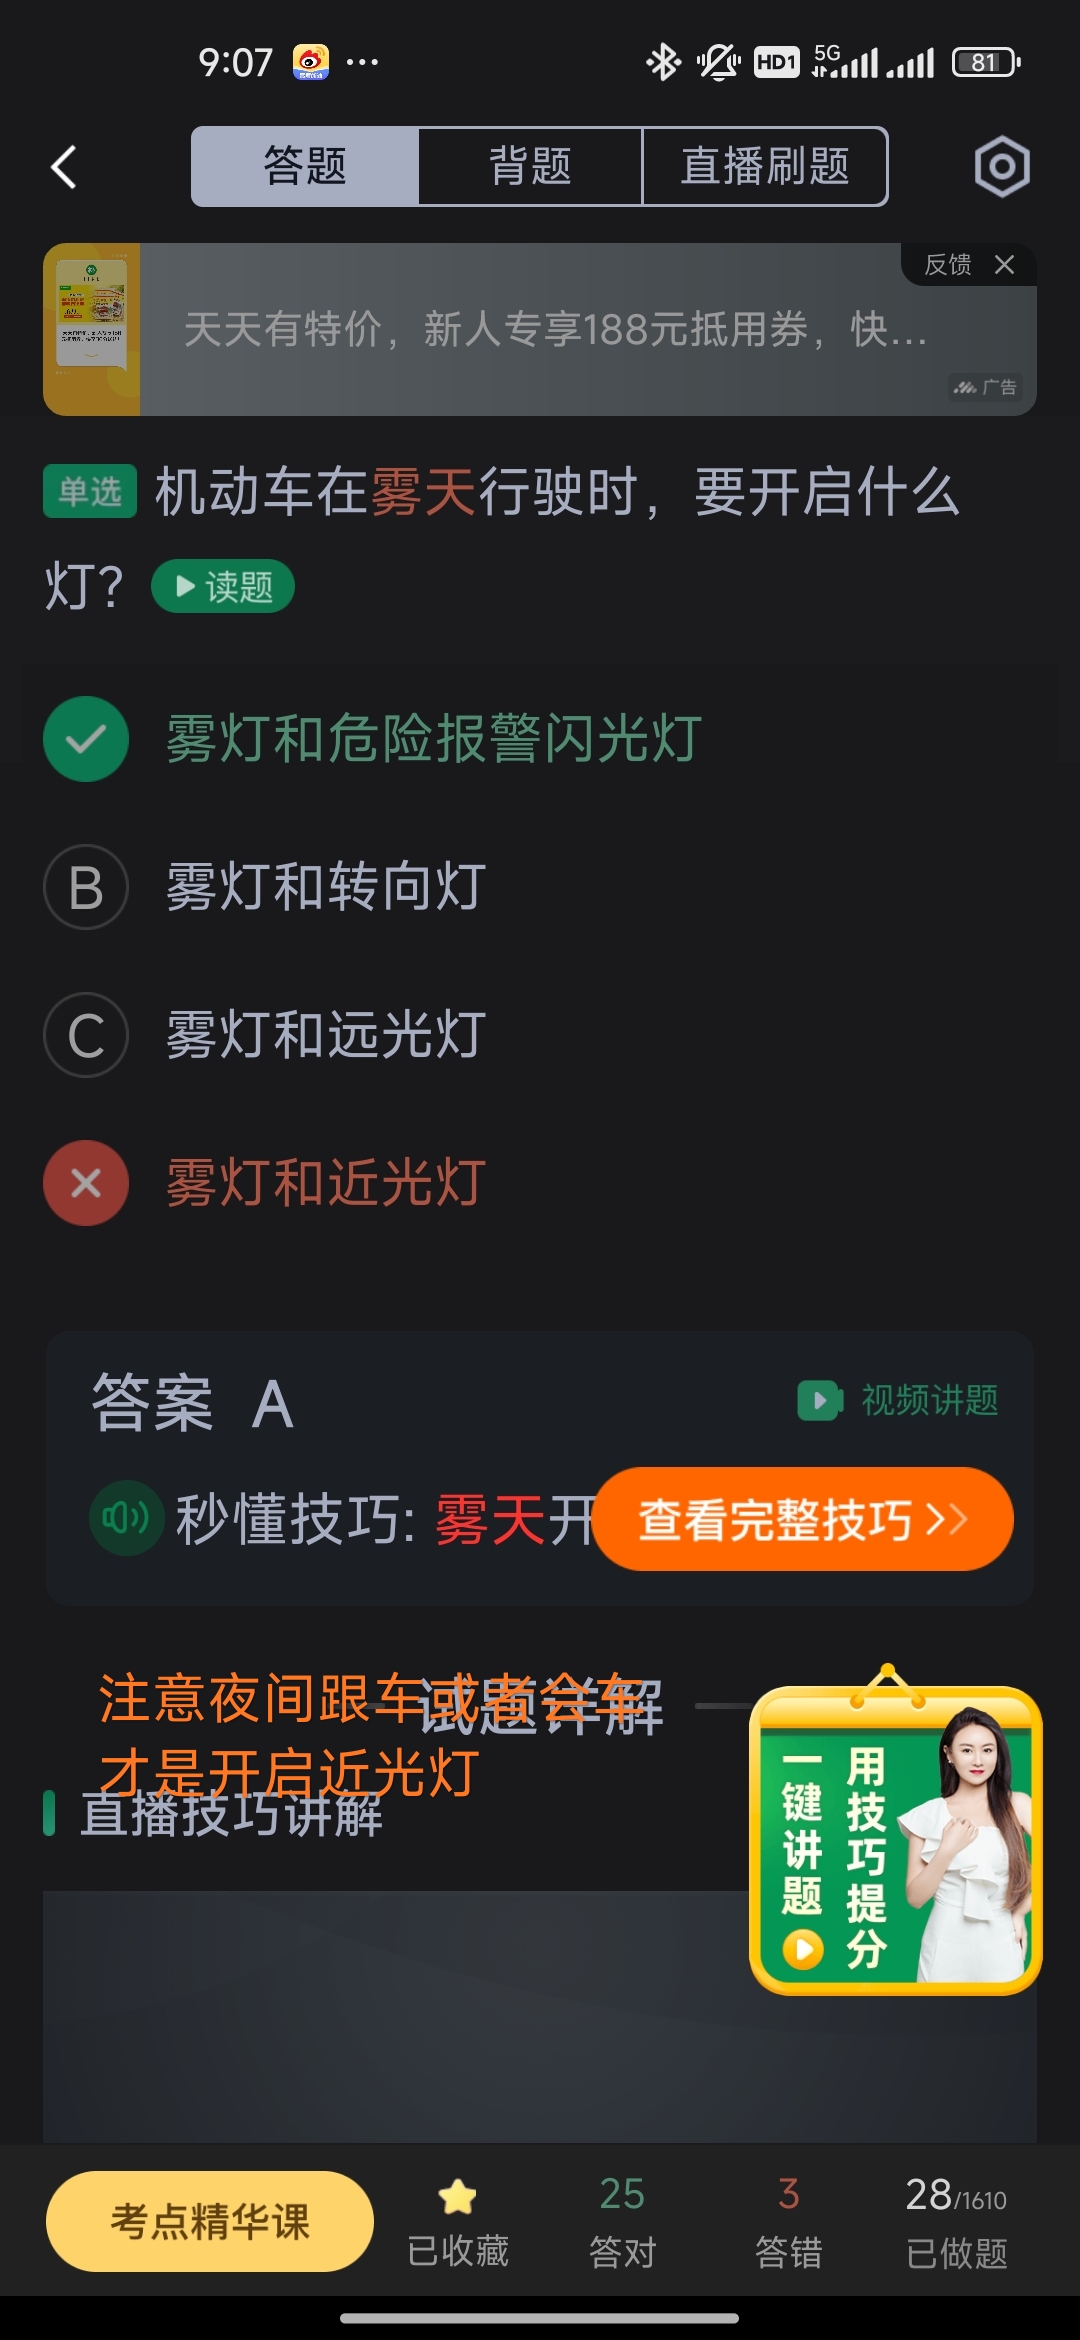 9:07 ··· HD1 5G 81
答题 背题 直播刷题
反馈 ×
天天有特价，新人专享188元抵用券，快...
广告
单选 机动车在雾天行驶时，要开启什么
灯？ 读题
雾灯和危险报警闪光灯
B 雾灯和转向灯
C 雾灯和远光灯
雾灯和近光灯
答案 A 视频讲题
秒懂技巧: 雾天开 查看完整技巧
试题详解
注意夜间跟车或者会车
才是开启近光灯
直播技巧讲解
一键讲题
用技巧提分
考点精华课
已收藏
25
答对
3
答错
28/1610
已做题